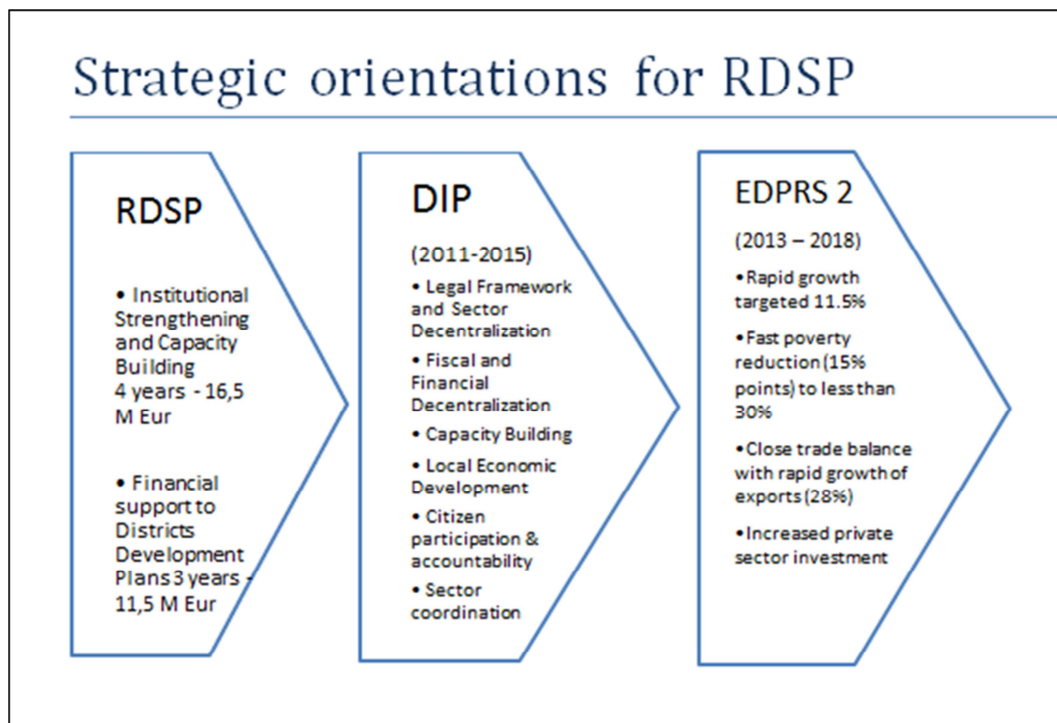 Strategic orientations for RDSP
RDSP
• Institutional
Strengthening
and Capacity
Building
4 years - 16,5
M Eur
• Financial
support to
Districts
Development
Plans 3 years -
11,5 M Eur
DIP
(2011-2015)
• Legal Framework
and Sector
Decentralization
• Fiscal and
Financial
Decentralization
• Capacity Building
• Local Economic
Development
• Citizen
participation &
accountability
• Sector
coordination
EDPRS 2
(2013 – 2018)
•Rapid growth
targeted 11.5%
•Fast poverty
reduction (15%
points) to less than
30%
•Close trade balance
with rapid growth of
exports (28%)
•Increased private
sector investment